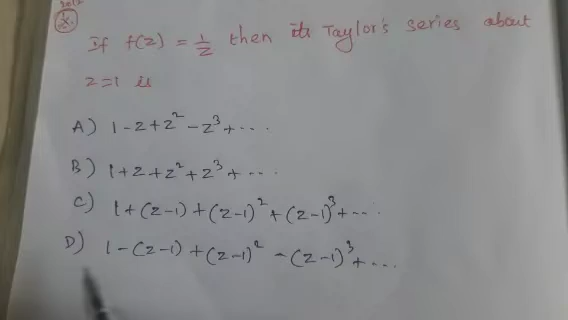 If f(z) = 1/z then its Taylor's series about
z=1 is
A) 1-z+z²-z³+...
B) 1+z+z²+z³+...
C) 1+(z-1)+(z-1)²+(z-1)³+...
D) 1-(z-1)+(z-1)²-(z-1)³+...